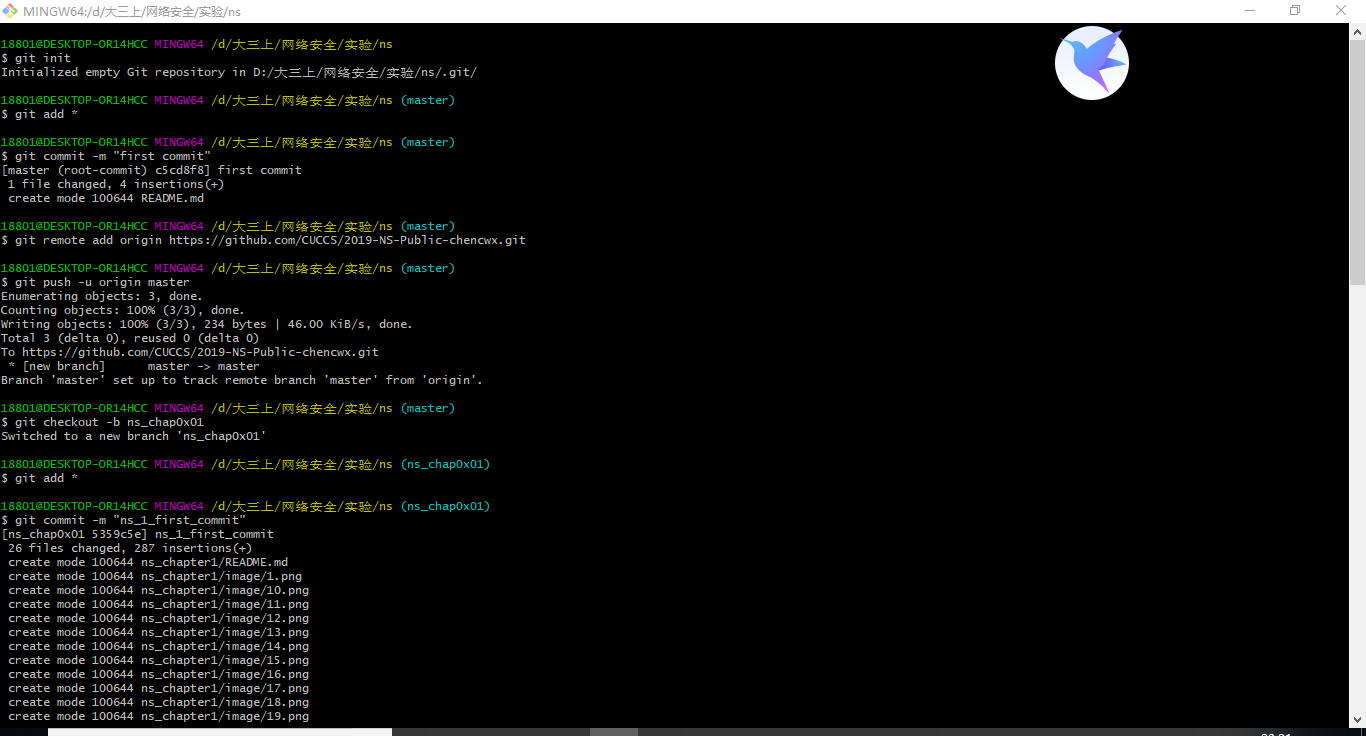 MINGW64:/d/大三上/网络安全/实验/ns
18801@DESKTOP-OR14HCC MINGW64 /d/大三上/网络安全/实验/ns
$ git init
Initialized empty Git repository in D:/大三上/网络安全/实验/ns/.git/
18801@DESKTOP-OR14HCC MINGW64 /d/大三上/网络安全/实验/ns (master)
$ git add *
18801@DESKTOP-OR14HCC MINGW64 /d/大三上/网络安全/实验/ns (master)
$ git commit -m "first commit"
[master (root-commit) c5cd8f8] first commit
 1 file changed, 4 insertions(+)
 create mode 100644 README.md
18801@DESKTOP-OR14HCC MINGW64 /d/大三上/网络安全/实验/ns (master)
$ git remote add origin https://github.com/CUCCS/2019-NS-Public-chencwx.git
18801@DESKTOP-OR14HCC MINGW64 /d/大三上/网络安全/实验/ns (master)
$ git push -u origin master
Enumerating objects: 3, done.
Counting objects: 100% (3/3), done.
Writing objects: 100% (3/3), 234 bytes | 46.00 KiB/s, done.
Total 3 (delta 0), reused 0 (delta 0)
To https://github.com/CUCCS/2019-NS-Public-chencwx.git
 * [new branch]      master -> master
Branch 'master' set up to track remote branch 'master' from 'origin'.
18801@DESKTOP-OR14HCC MINGW64 /d/大三上/网络安全/实验/ns (master)
$ git checkout -b ns_chap0x01
Switched to a new branch 'ns_chap0x01'
18801@DESKTOP-OR14HCC MINGW64 /d/大三上/网络安全/实验/ns (ns_chap0x01)
$ git add *
18801@DESKTOP-OR14HCC MINGW64 /d/大三上/网络安全/实验/ns (ns_chap0x01)
$ git commit -m "ns_1_first_commit"
[ns_chap0x01 5359c5e] ns_1_first_commit
 26 files changed, 287 insertions(+)
 create mode 100644 ns_chapter1/README.md
 create mode 100644 ns_chapter1/image/1.png
 create mode 100644 ns_chapter1/image/10.png
 create mode 100644 ns_chapter1/image/11.png
 create mode 100644 ns_chapter1/image/12.png
 create mode 100644 ns_chapter1/image/13.png
 create mode 100644 ns_chapter1/image/14.png
 create mode 100644 ns_chapter1/image/15.png
 create mode 100644 ns_chapter1/image/16.png
 create mode 100644 ns_chapter1/image/17.png
 create mode 100644 ns_chapter1/image/18.png
 create mode 100644 ns_chapter1/image/19.png